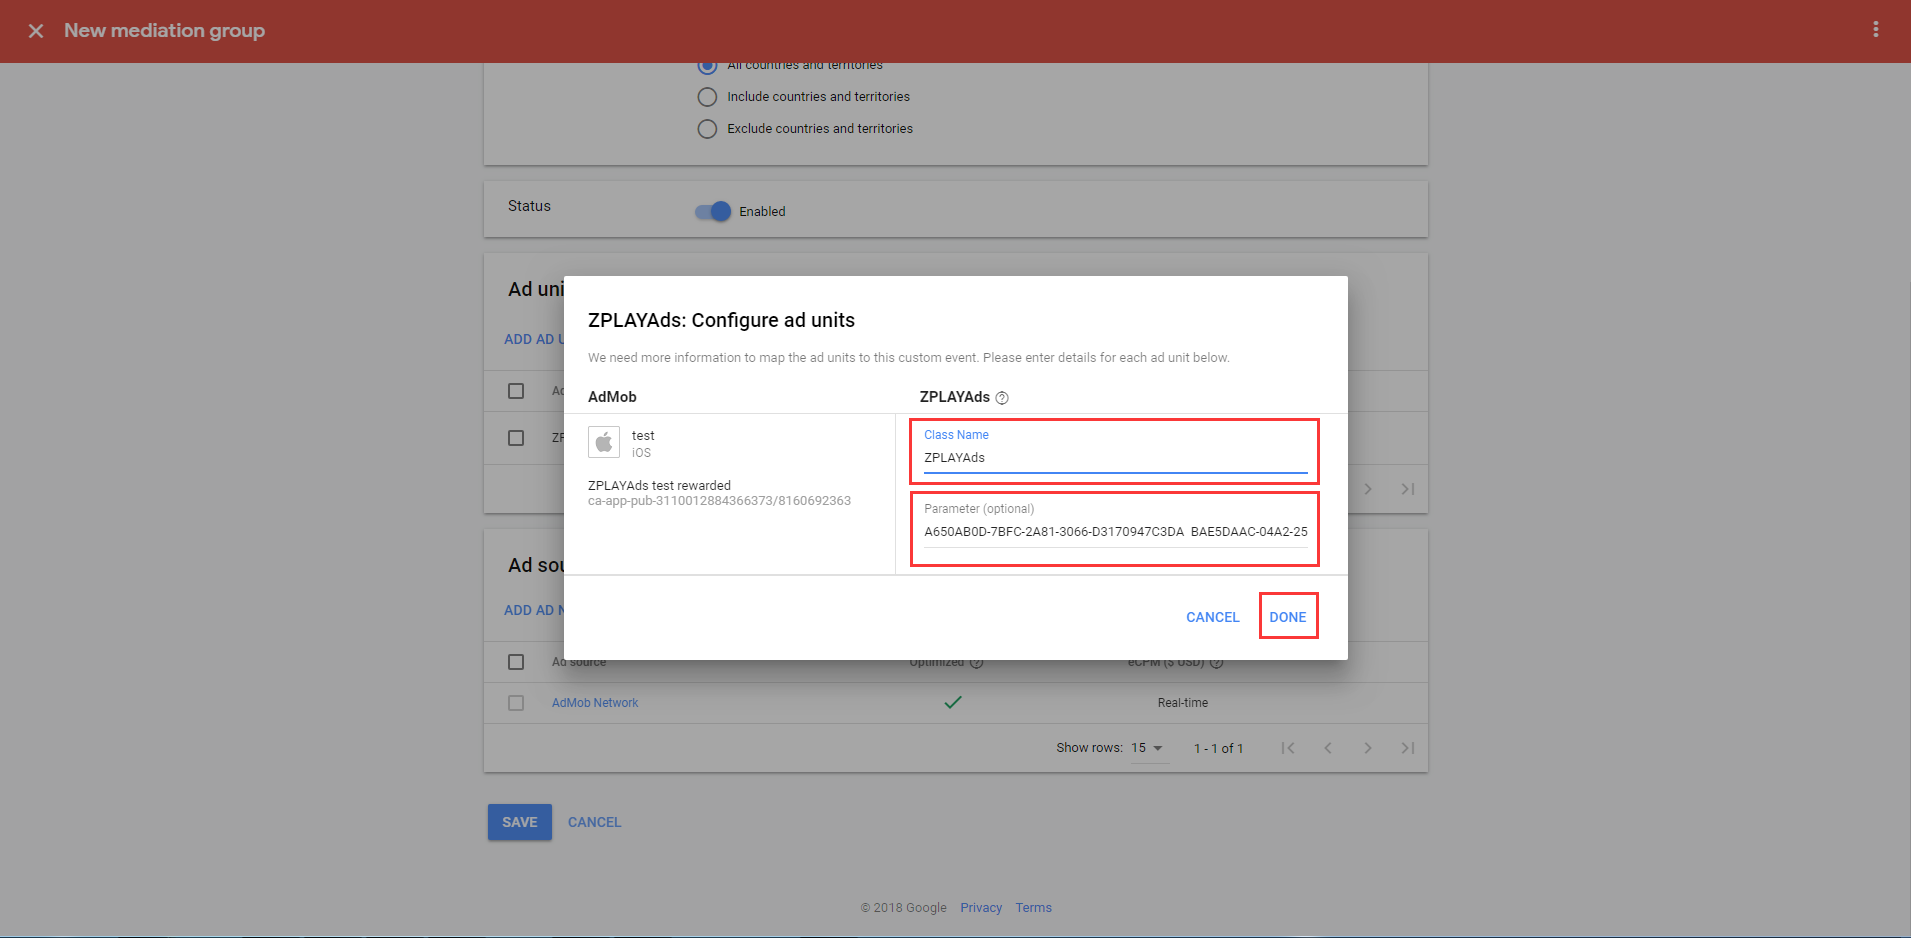 New mediation group
All countries and territories
Include countries and territories
Exclude countries and territories
Status
Enabled
Ad uni
ADD AD U
Ad
ZF
ZPLAYAds: Configure ad units
We need more information to map the ad units to this custom event. Please enter details for each ad unit below.
AdMob
ZPLAYAds ?
test
iOS
ZPLAYAds test rewarded
ca-app-pub-3110012884366373/8160692363
Class Name
ZPLAYAds
Parameter (optional)
A650AB0D-7BFC-2A81-3066-D3170947C3DA BAE5DAAC-04A2-25
CANCEL
DONE
Ad sou
ADD AD N
Ad source
Optimized ?
eCPM ($ USD) ?
AdMob Network
Real-time
Show rows: 15
1 - 1 of 1
SAVE
CANCEL
© 2018 Google Privacy Terms